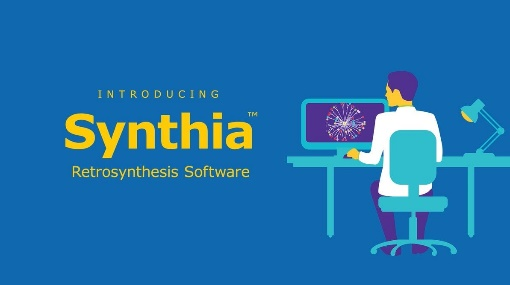 INTRODUCING
Synthia™
Retrosynthesis Software